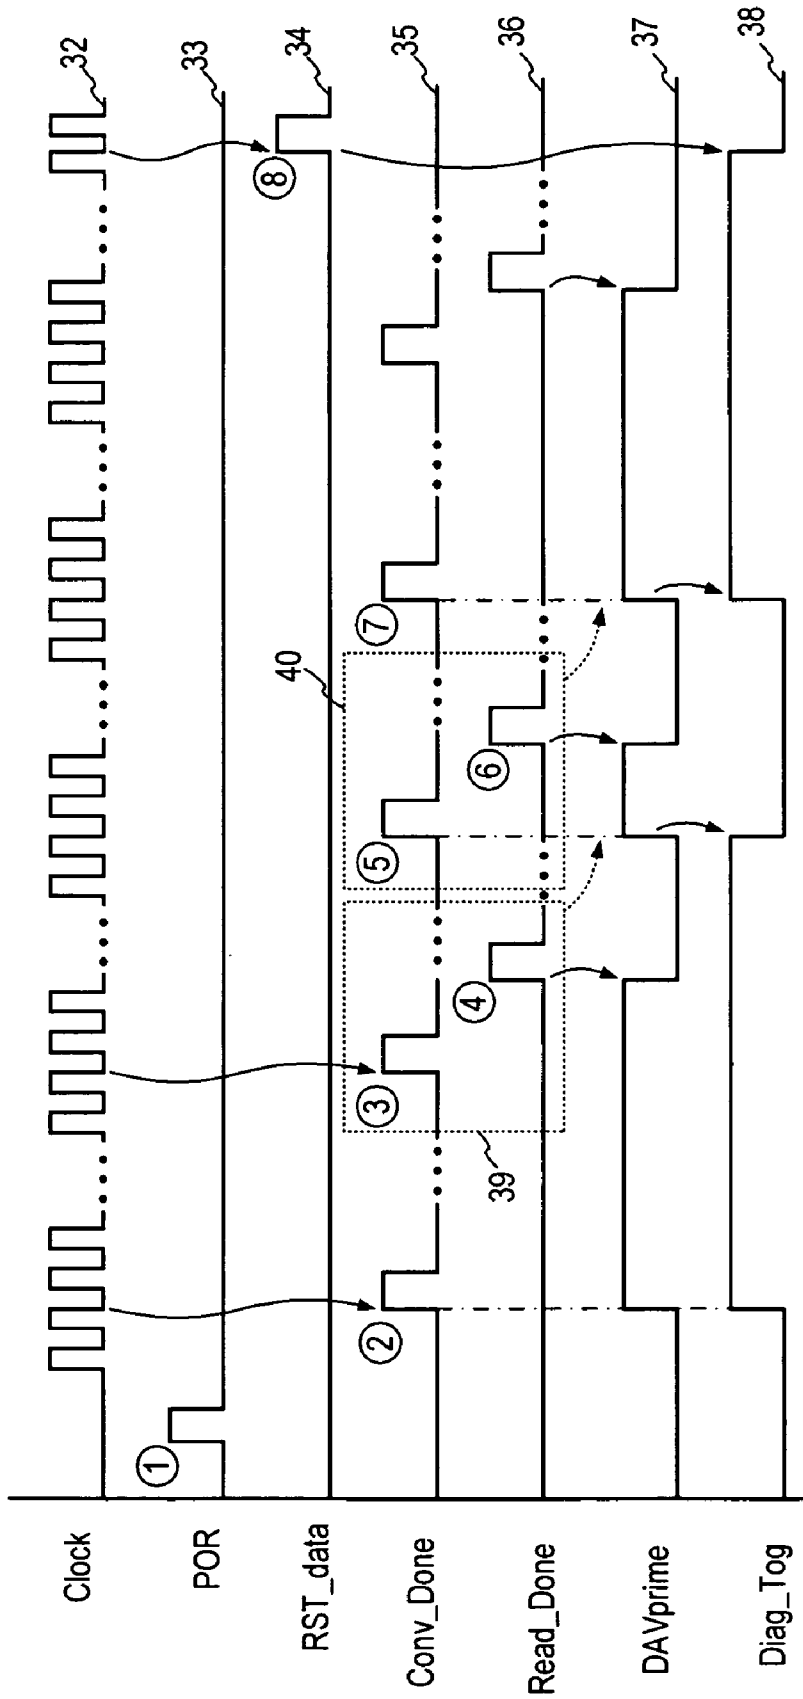 Clock
32
POR
33
①
RST_data
34
⑧
Conv_Done
35
②
③
⑤
⑦
40
Read_Done
36
④
⑥
39
DAVprime
37
Diag_Tog
38